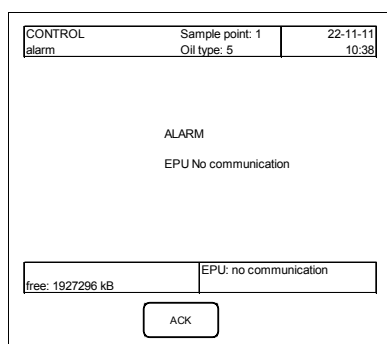 CONTROL Sample point: 1 22-11-11
alarm Oil type: 5 10:38
ALARM
EPU No communication
EPU: no communication
free: 1927296 kB
ACK